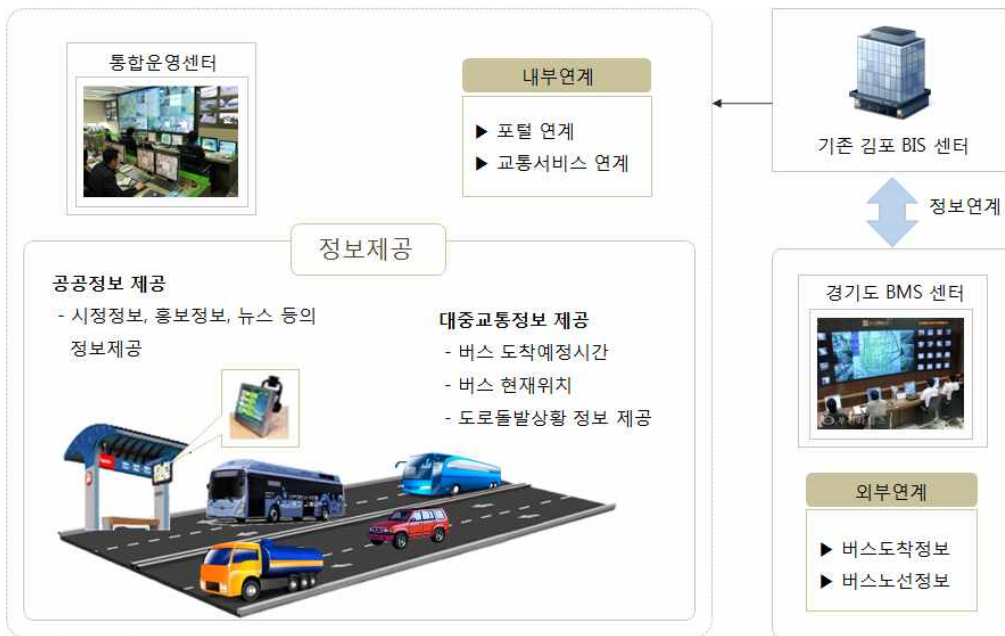 통합운영센터
내부연계
▶ 포털 연계
▶ 교통서비스 연계
기존 김포 BIS 센터
정보연계
정보제공
공공정보 제공
- 시정정보, 홍보정보, 뉴스 등의
정보제공
대중교통정보 제공
- 버스 도착예정시간
- 버스 현재위치
- 도로돌발상황 정보 제공
경기도 BMS 센터
외부연계
▶ 버스도착정보
▶ 버스노선정보